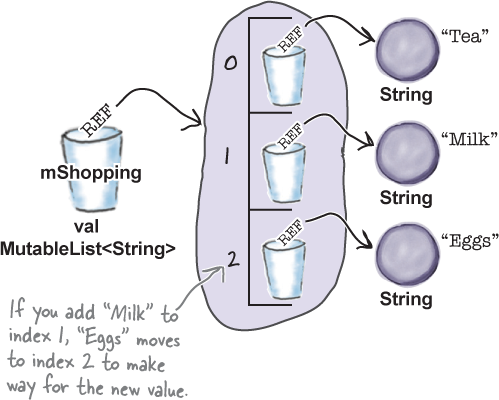 0
REF
“Tea”
String
REF
mShopping
val
MutableList<String>
1
REF
“Milk”
String
2
REF
“Eggs”
String
If you add “Milk” to
index 1, “Eggs” moves
to index 2 to make
way for the new value.